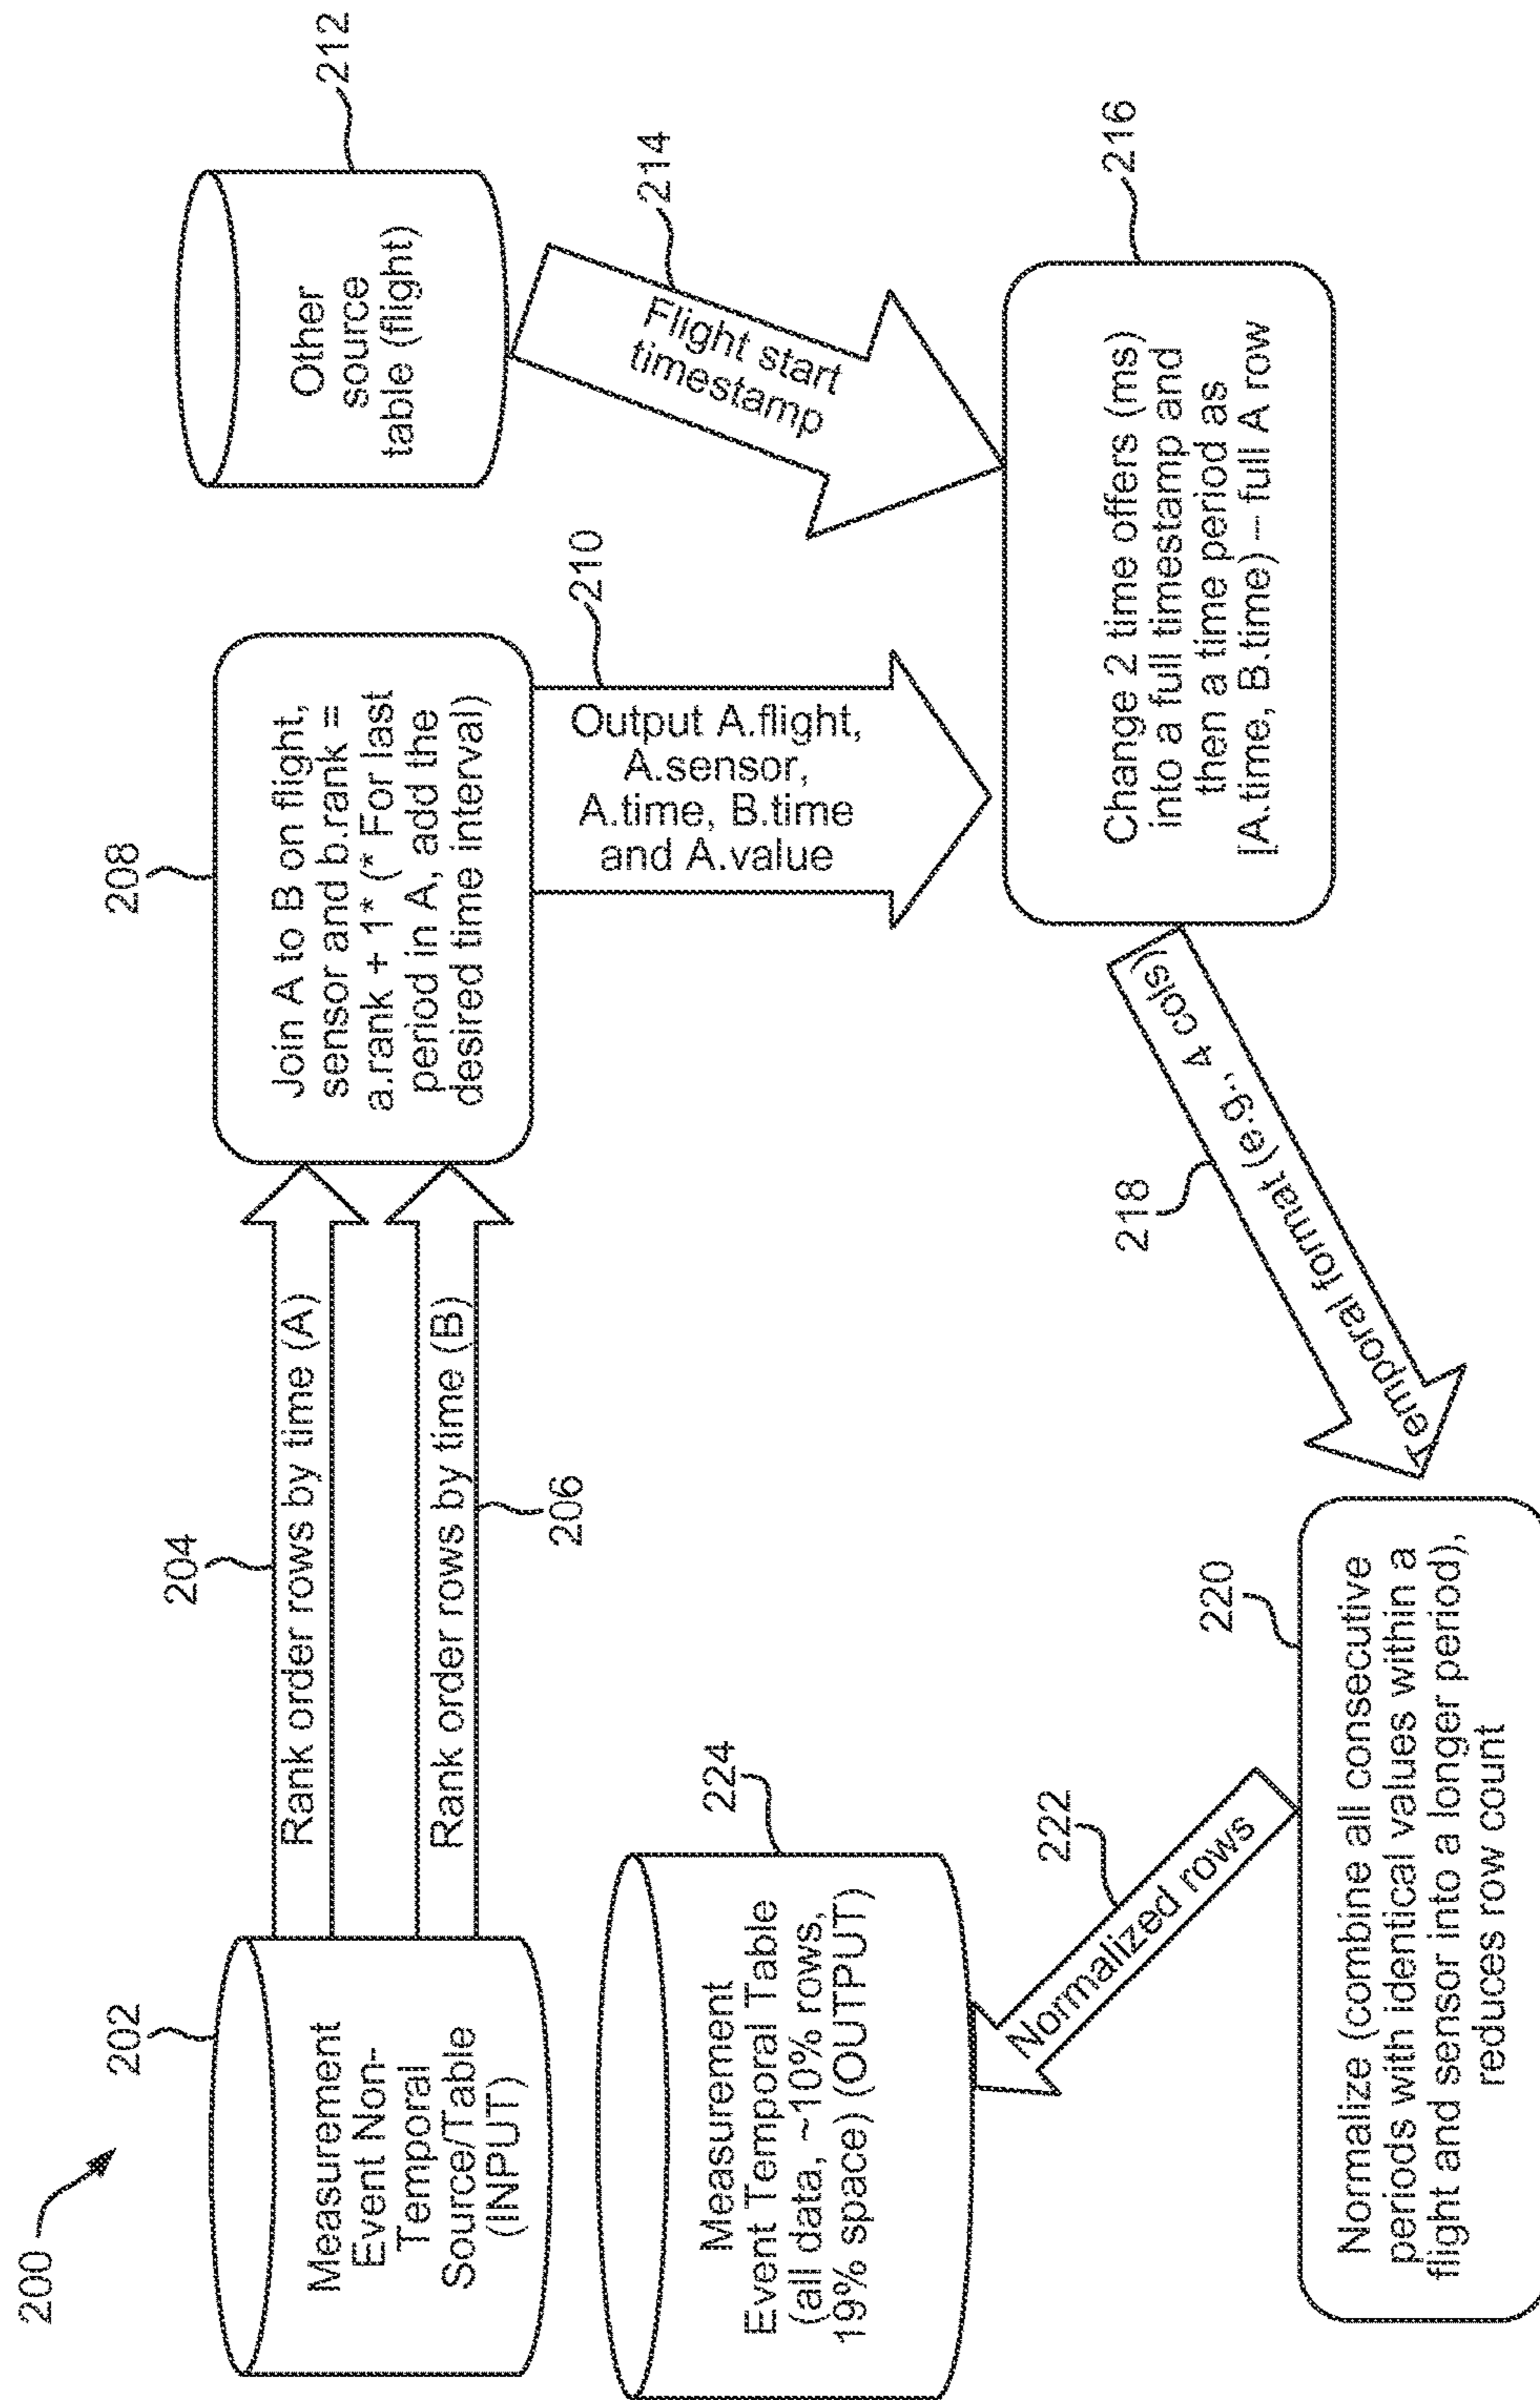 200
202
Measurement
Event Non-
Temporal
Source/Table
(INPUT)
204
Rank order rows by time (A)
Rank order rows by time (B)
206
208
Join A to B on flight,
sensor and b.rank =
a.rank + 1* (* For last
period in A, add the
desired time interval)
210
Output A.flight,
A.sensor,
A.time, B.time
and A.value
212
Other
source
table (flight)
214
Flight start
timestamp
216
Change 2 time offers (ms)
into a full timestamp and
then a time period as
[A.time, B.time) – full A row
218
Temporal format (e.g., 4 cols)
220
Normalize (combine all consecutive
periods with identical values within a
flight and sensor into a longer period),
reduces row count
222
Normalized rows
224
Measurement
Event Temporal Table
(all data, ~10% rows,
19% space) (OUTPUT)